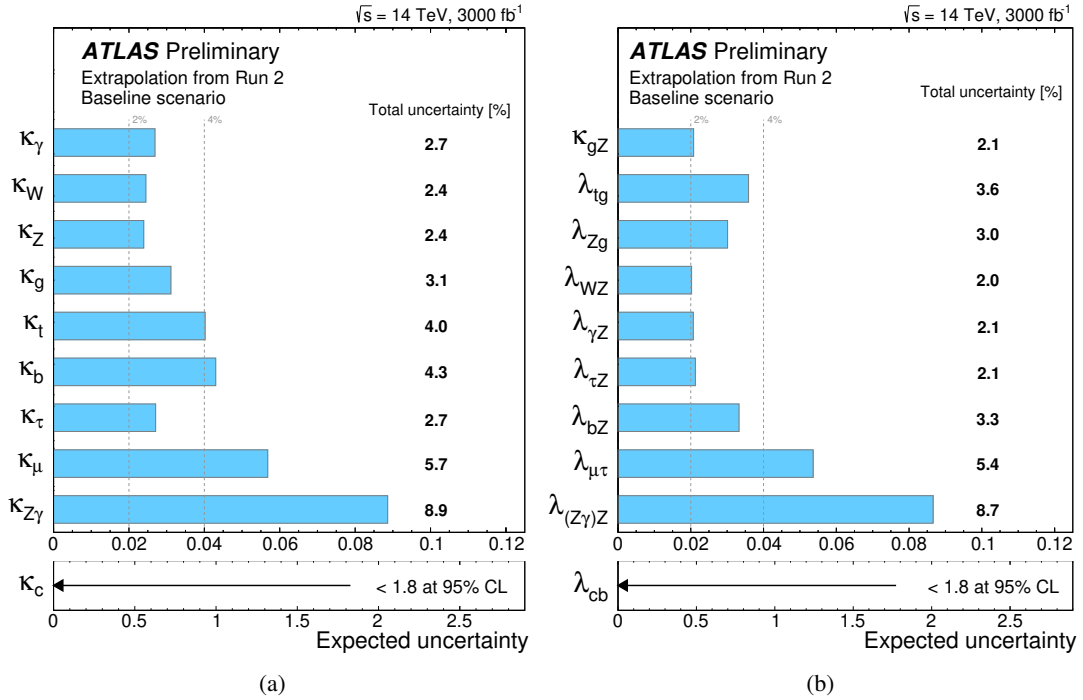 √s = 14 TeV, 3000 fb⁻¹
ATLAS Preliminary
Extrapolation from Run 2
Baseline scenario
Total uncertainty [%]
2% 4%
κγ 2.7
κW 2.4
κZ 2.4
κg 3.1
κt 4.0
κb 4.3
κτ 2.7
κμ 5.7
κZγ 8.9
0 0.02 0.04 0.06 0.08 0.1 0.12
κc < 1.8 at 95% CL
0 0.5 1 1.5 2 2.5
Expected uncertainty
(a)
√s = 14 TeV, 3000 fb⁻¹
ATLAS Preliminary
Extrapolation from Run 2
Baseline scenario
Total uncertainty [%]
2% 4%
κgZ 2.1
λtg 3.6
λZg 3.0
λWZ 2.0
λγZ 2.1
λτZ 2.1
λbZ 3.3
λμτ 5.4
λ(Zγ)Z 8.7
0 0.02 0.04 0.06 0.08 0.1 0.12
λcb < 1.8 at 95% CL
0 0.5 1 1.5 2 2.5
Expected uncertainty
(b)